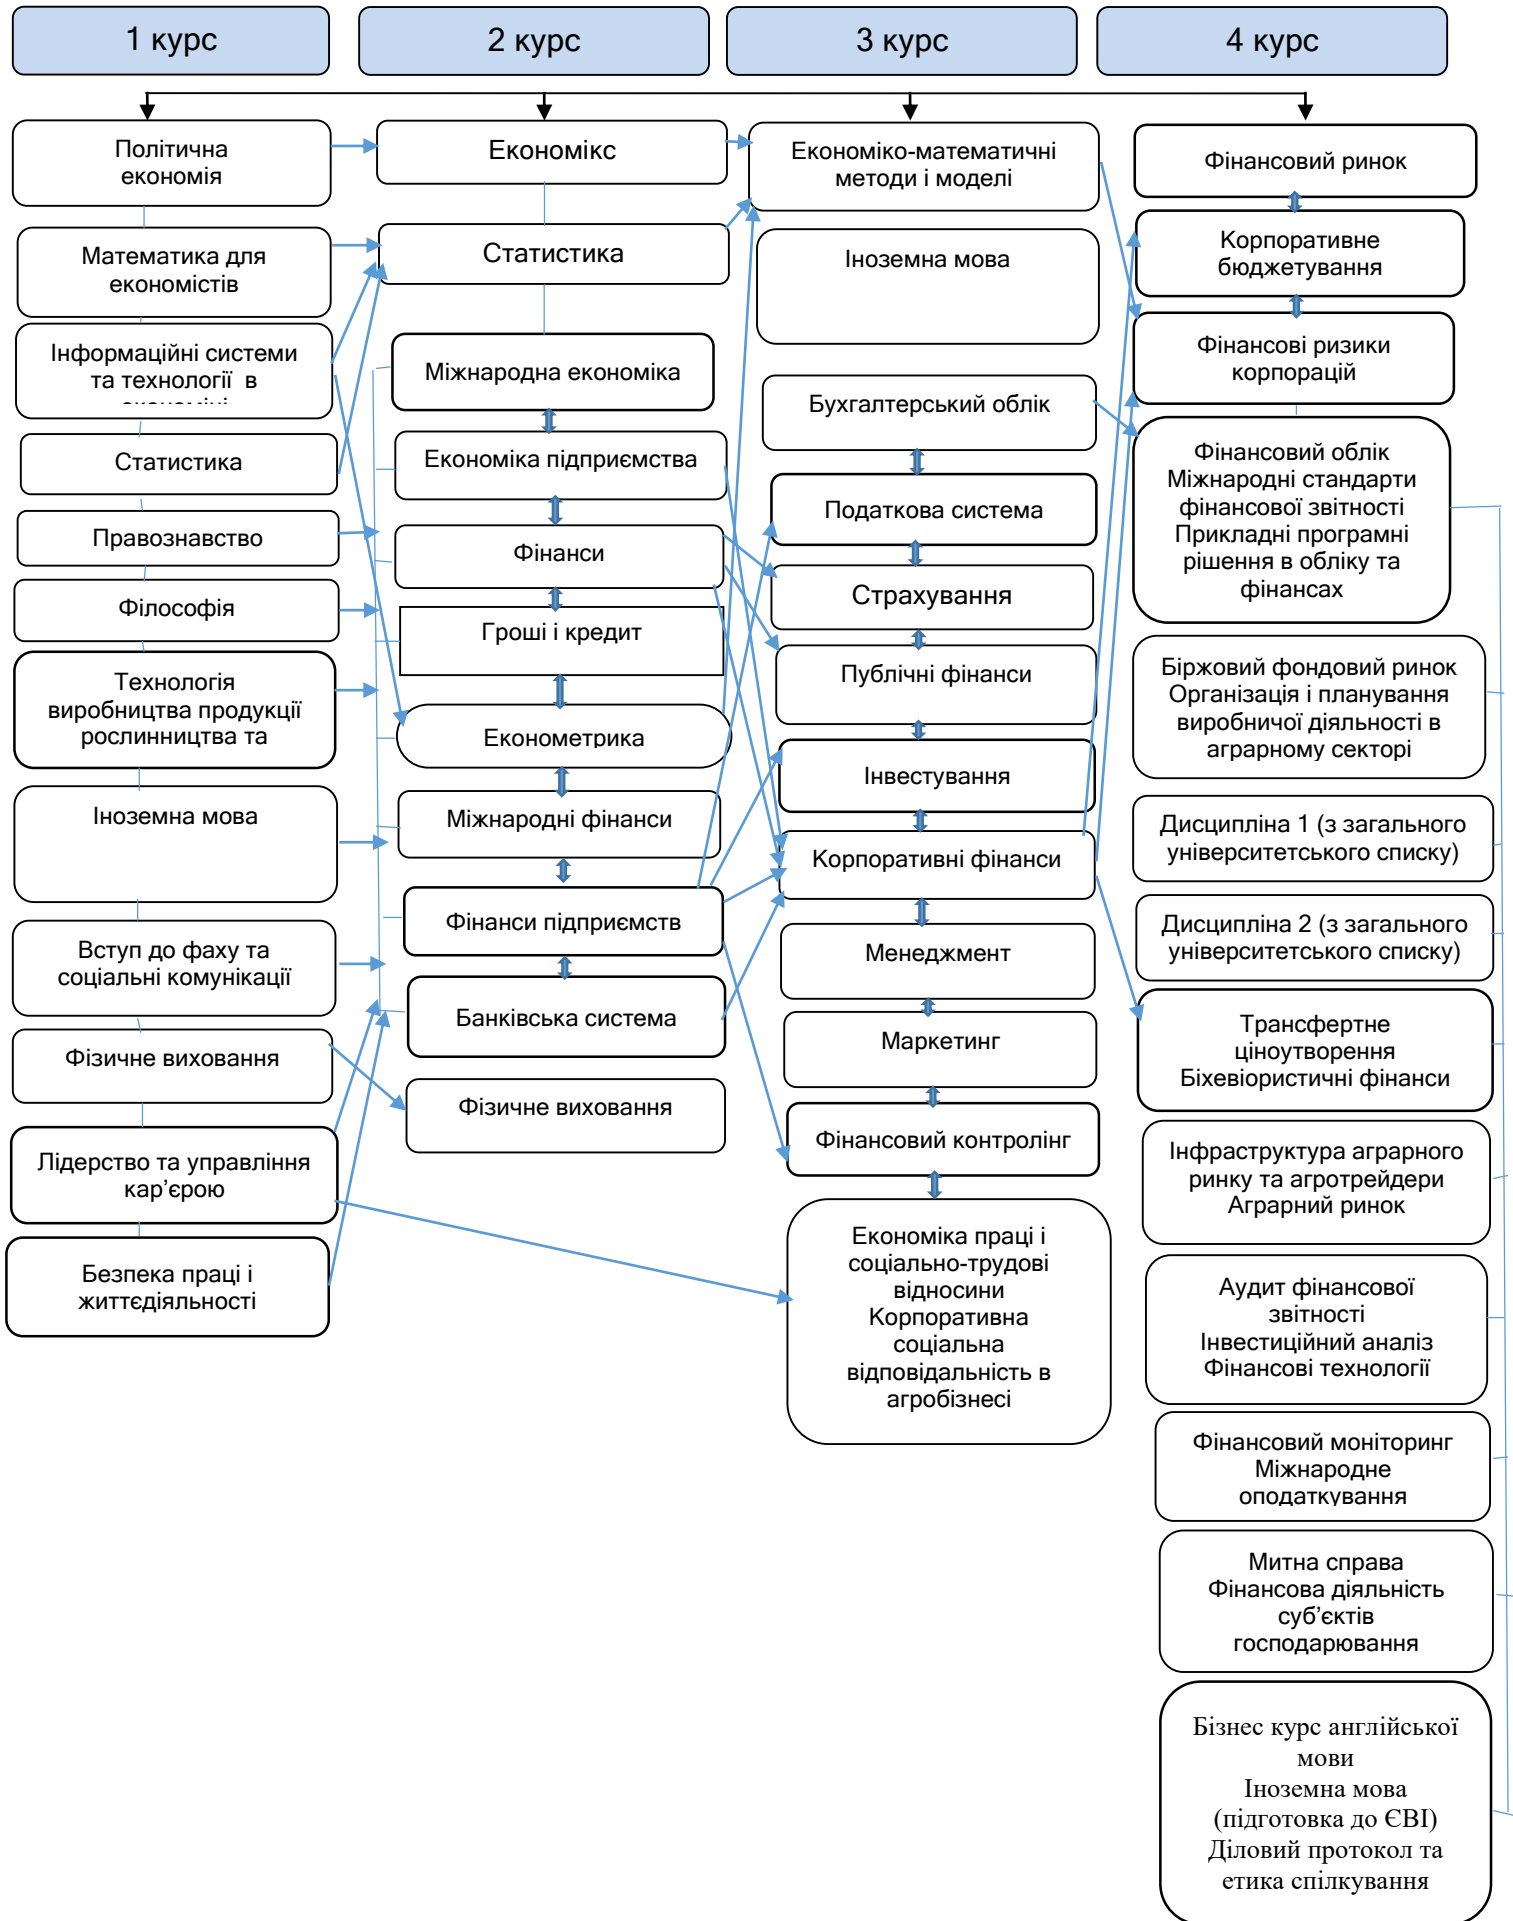 1 курс
2 курс
3 курс
4 курс
Політична
економія
Математика для
економістів
Інформаційні системи
та технології в
Статистика
Правознавство
Філософія
Технологія
виробництва продукції
рослинництва та
Іноземна мова
Вступ до фаху та
соціальні комунікації
Фізичне виховання
Лідерство та управління
кар’єрою
Безпека праці і
життєдіяльності
Економікс
Статистика
Міжнародна економіка
Економіка підприємства
Фінанси
Гроші і кредит
Економетрика
Міжнародні фінанси
Фінанси підприємств
Банківська система
Фізичне виховання
Економіко-математичні
методи і моделі
Іноземна мова
Бухгалтерський облік
Податкова система
Страхування
Публічні фінанси
Інвестування
Корпоративні фінанси
Менеджмент
Маркетинг
Фінансовий контролінг
Економіка праці і
соціально-трудові
відносини
Корпоративна
соціальна
відповідальність в
агробізнесі
Фінансовий ринок
Корпоративне
бюджетування
Фінансові ризики
корпорацій
Фінансовий облік
Міжнародні стандарти
фінансової звітності
Прикладні програмні
рішення в обліку та
фінансах
Біржовий фондовий ринок
Організація і планування
виробничої діяльності в
аграрному секторі
Дисципліна 1 (з загального
університетського списку)
Дисципліна 2 (з загального
університетського списку)
Трансфертне
ціноутворення
Біхевіористичні фінанси
Інфраструктура аграрного
ринку та агротрейдери
Аграрний ринок
Аудит фінансової
звітності
Інвестиційний аналіз
Фінансові технології
Фінансовий моніторинг
Міжнародне
оподаткування
Митна справа
Фінансова діяльність
суб’єктів
господарювання
Бізнес курс англійської
мови
Іноземна мова
(підготовка до ЄВІ)
Діловий протокол та
етика спілкування